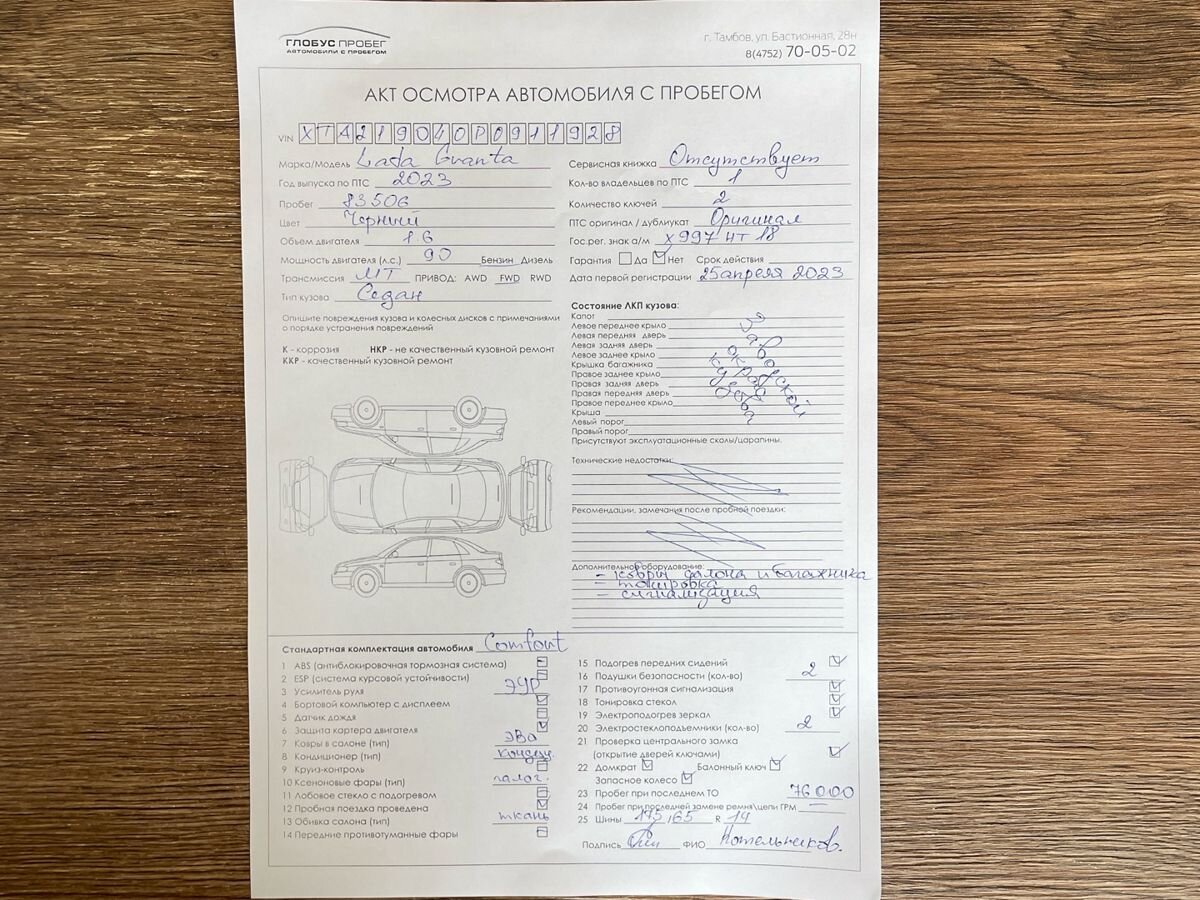 ГЛОБУС ПРОБЕГ
АВТОМОБИЛИ С ПРОБЕГОМ
г. Тамбов, ул. Бастионная, 28н
8(4752) 70-05-02
АКТ ОСМОТРА АВТОМОБИЛЯ С ПРОБЕГОМ
VIN XTA219040P0911928
Марка/Модель Lada Granta
Год выпуска по ПТС 2023
Пробег 83506
Цвет Черный
Объем двигателя 1.6
Мощность двигателя (л.с.) 90 Бензин Дизель
Трансмиссия МТ ПРИВОД: AWD FWD RWD
Тип кузова Седан
Опишите повреждения кузова и колесных дисков с примечаниями
о порядке устранения повреждений
К - коррозия НКР - не качественный кузовной ремонт
ККР - качественный кузовной ремонт
Сервисная книжка Отсутствует
Кол-во владельцев по ПТС 1
Количество ключей 2
ПТС оригинал / дубликат Оригинал
Гос.рег. знак а/м х997нт 18
Гарантия Да Нет Срок действия
Дата первой регистрации 25 апреля 2023
Состояние ЛКП кузова:
Капот
Левое переднее крыло
Левая передняя дверь
Левая задняя дверь
Левое заднее крыло
Крышка багажника
Правое заднее крыло
Правая задняя дверь
Правая передняя дверь
Правое переднее крыло
Крыша
Левый порог
Правый порог
Присутствуют эксплуатационные сколы/царапины.
Технические недостатки:
Рекомендации, замечания после пробной поездки:
Дополнительное оборудование:
- ковры салона и багажника
- тонировка
- сигнализация
Стандартная комплектация автомобиля Comfort
1 ABS (антиблокировочная тормозная система)
2 ESP (система курсовой устойчивости)
3 Усилитель руля ЭУР
4 Бортовой компьютер с дисплеем
5 Датчик дождя
6 Защита картера двигателя
7 Ковры в салоне (тип) эва
8 Кондиционер (тип) кондиц.
9 Круиз-контроль
10 Ксеноновые фары (тип) галог.
11 Лобовое стекло с подогревом
12 Пробная поездка проведена
13 Обивка салона (тип) ткань
14 Передние противотуманные фары
15 Подогрев передних сидений
16 Подушки безопасности (кол-во) 2
17 Противоугонная сигнализация
18 Тонировка стекол
19 Электроподогрев зеркал
20 Электростеклоподъемники (кол-во) 2
21 Проверка центрального замка
(открытие дверей ключами)
22 Домкрат Балонный ключ
Запасное колесо
23 Пробег при последнем ТО 76000
24 Пробег при последней замене ремня\цепи ГРМ —
25 Шины 175 /65 R 14
Подпись ФИО Котельников.